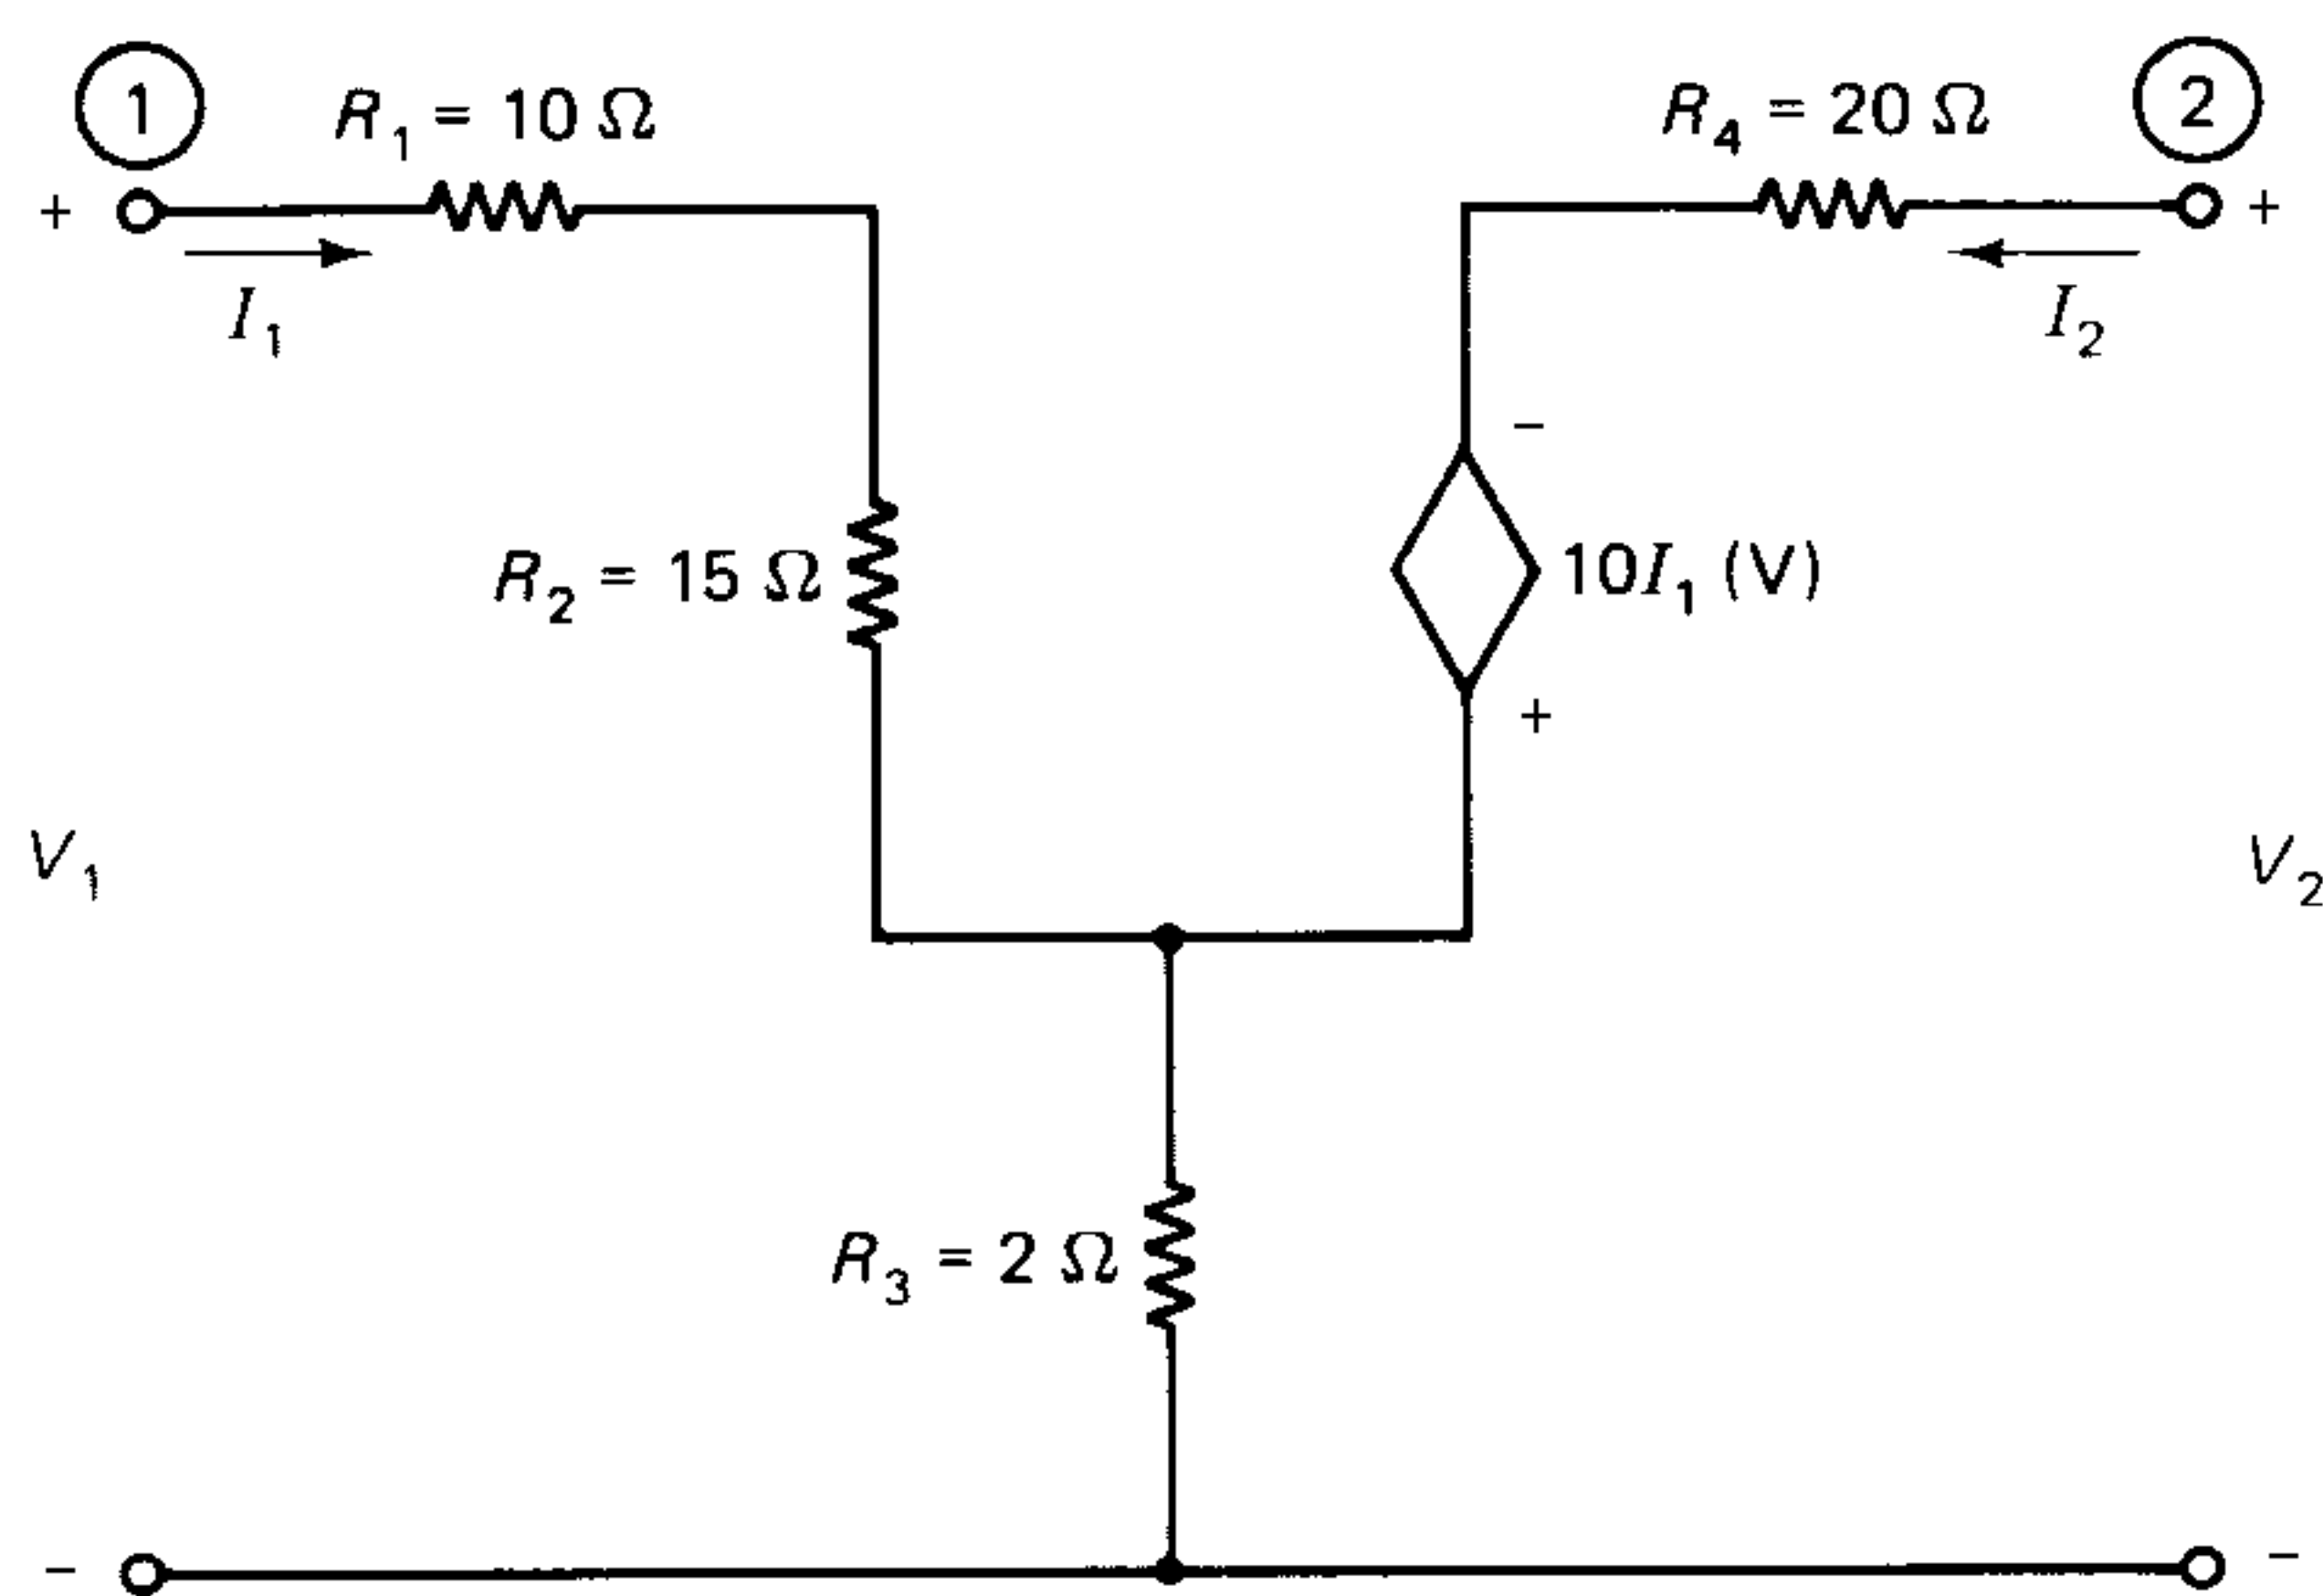 1
R1 = 10 Ω
R4 = 20 Ω
2
+
+
I1
I2
−
R2 = 15 Ω
10I1 (V)
+
V1
V2
R3 = 2 Ω
−
−